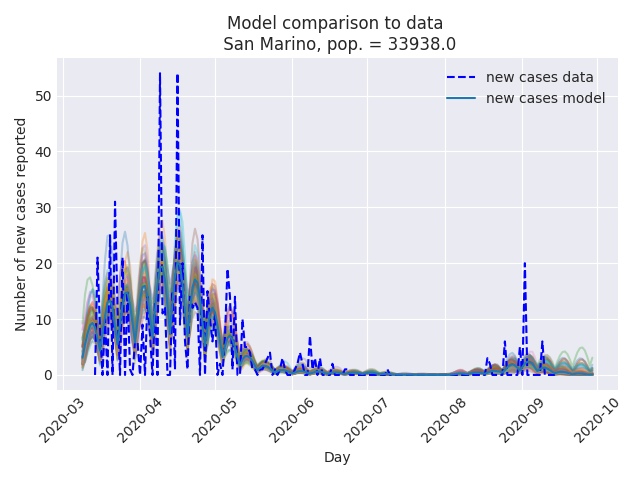 Model comparison to data
San Marino, pop. = 33938.0
new cases data
new cases model
Number of new cases reported
50
40
30
20
10
0
2020-03
2020-04
2020-05
2020-06
2020-07
2020-08
2020-09
2020-10
Day